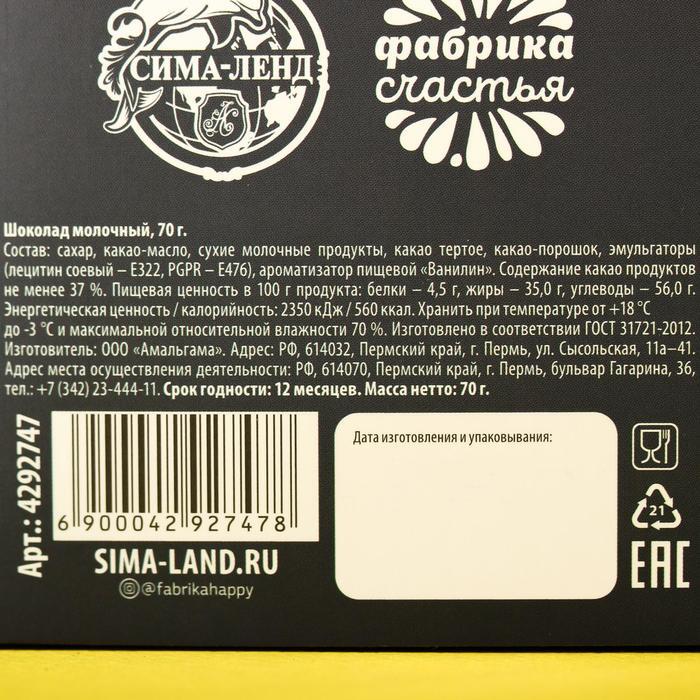 СИМА-ЛЕНД
фабрика
счастья
Шоколад молочный, 70 г.
Состав: сахар, какао-масло, сухие молочные продукты, какао тертое, какао-порошок, эмульгаторы
(лецитин соевый – Е322, PGPR – Е476), ароматизатор пищевой «Ванилин». Содержание какао продуктов
не менее 37 %. Пищевая ценность в 100 г продукта: белки – 4,5 г, жиры – 35,0 г, углеводы – 56,0 г.
Энергетическая ценность / калорийность: 2350 кДж / 560 ккал. Хранить при температуре от +18 °С
до -3 °С и максимальной относительной влажности 70 %. Изготовлено в соответствии ГОСТ 31721-2012.
Изготовитель: ООО «Амальгама». Адрес: РФ, 614032, Пермский край, г. Пермь, ул. Сысольская, 11а–41.
Адрес места осуществления деятельности: РФ, 614070, Пермский край, г. Пермь, бульвар Гагарина, 36,
тел.: +7 (342) 23-444-11. Срок годности: 12 месяцев. Масса нетто: 70 г.
Арт.: 4292747
6 900042 927478
SIMA-LAND.RU
@fabrikahappy
Дата изготовления и упаковывания:
21
ЕАС